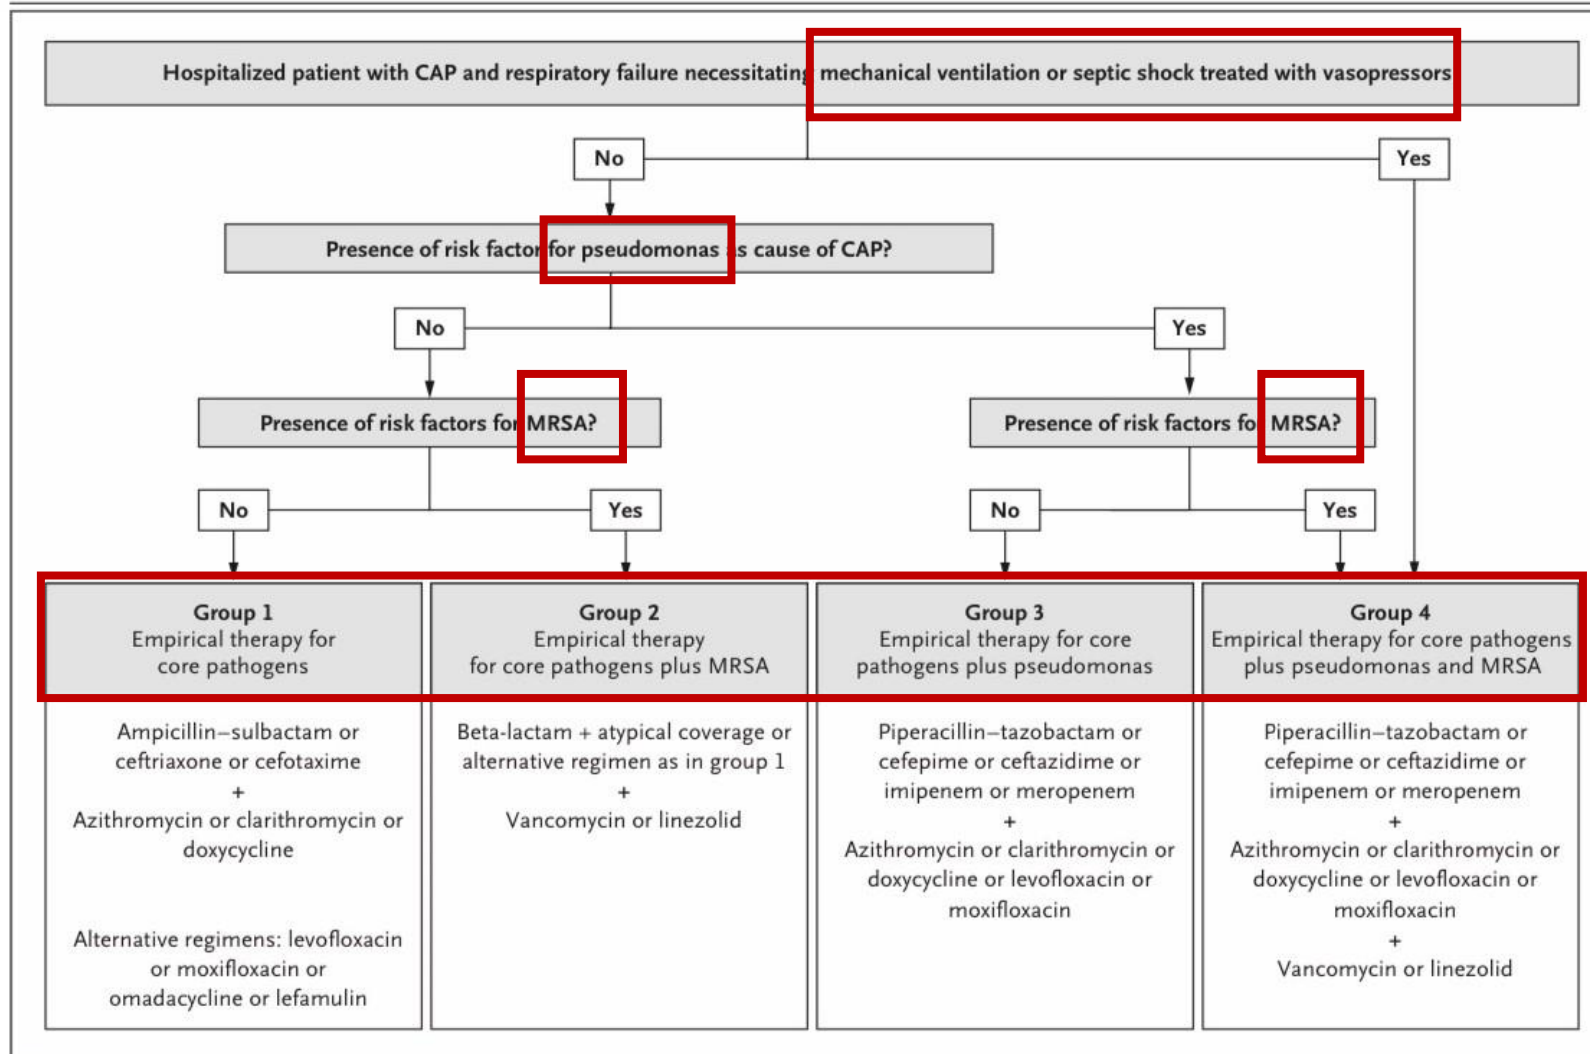 Hospitalized patient with CAP and respiratory failure necessitating mechanical ventilation or septic shock treated with vasopressors
No
Yes
Presence of risk factor for pseudomonas as cause of CAP?
No
Yes
Presence of risk factors for MRSA?
Presence of risk factors for MRSA?
No
Yes
No
Yes
Group 1
Empirical therapy for
core pathogens
Ampicillin–sulbactam or
ceftriaxone or cefotaxime
+
Azithromycin or clarithromycin or
doxycycline
Alternative regimens: levofloxacin
or moxifloxacin or
omadacycline or lefamulin
Group 2
Empirical therapy
for core pathogens plus MRSA
Beta-lactam + atypical coverage or
alternative regimen as in group 1
+
Vancomycin or linezolid
Group 3
Empirical therapy for core
pathogens plus pseudomonas
Piperacillin–tazobactam or
cefepime or ceftazidime or
imipenem or meropenem
+
Azithromycin or clarithromycin or
doxycycline or levofloxacin or
moxifloxacin
Group 4
Empirical therapy for core pathogens
plus pseudomonas and MRSA
Piperacillin–tazobactam or
cefepime or ceftazidime or
imipenem or meropenem
+
Azithromycin or clarithromycin or
doxycycline or levofloxacin or
moxifloxacin
+
Vancomycin or linezolid